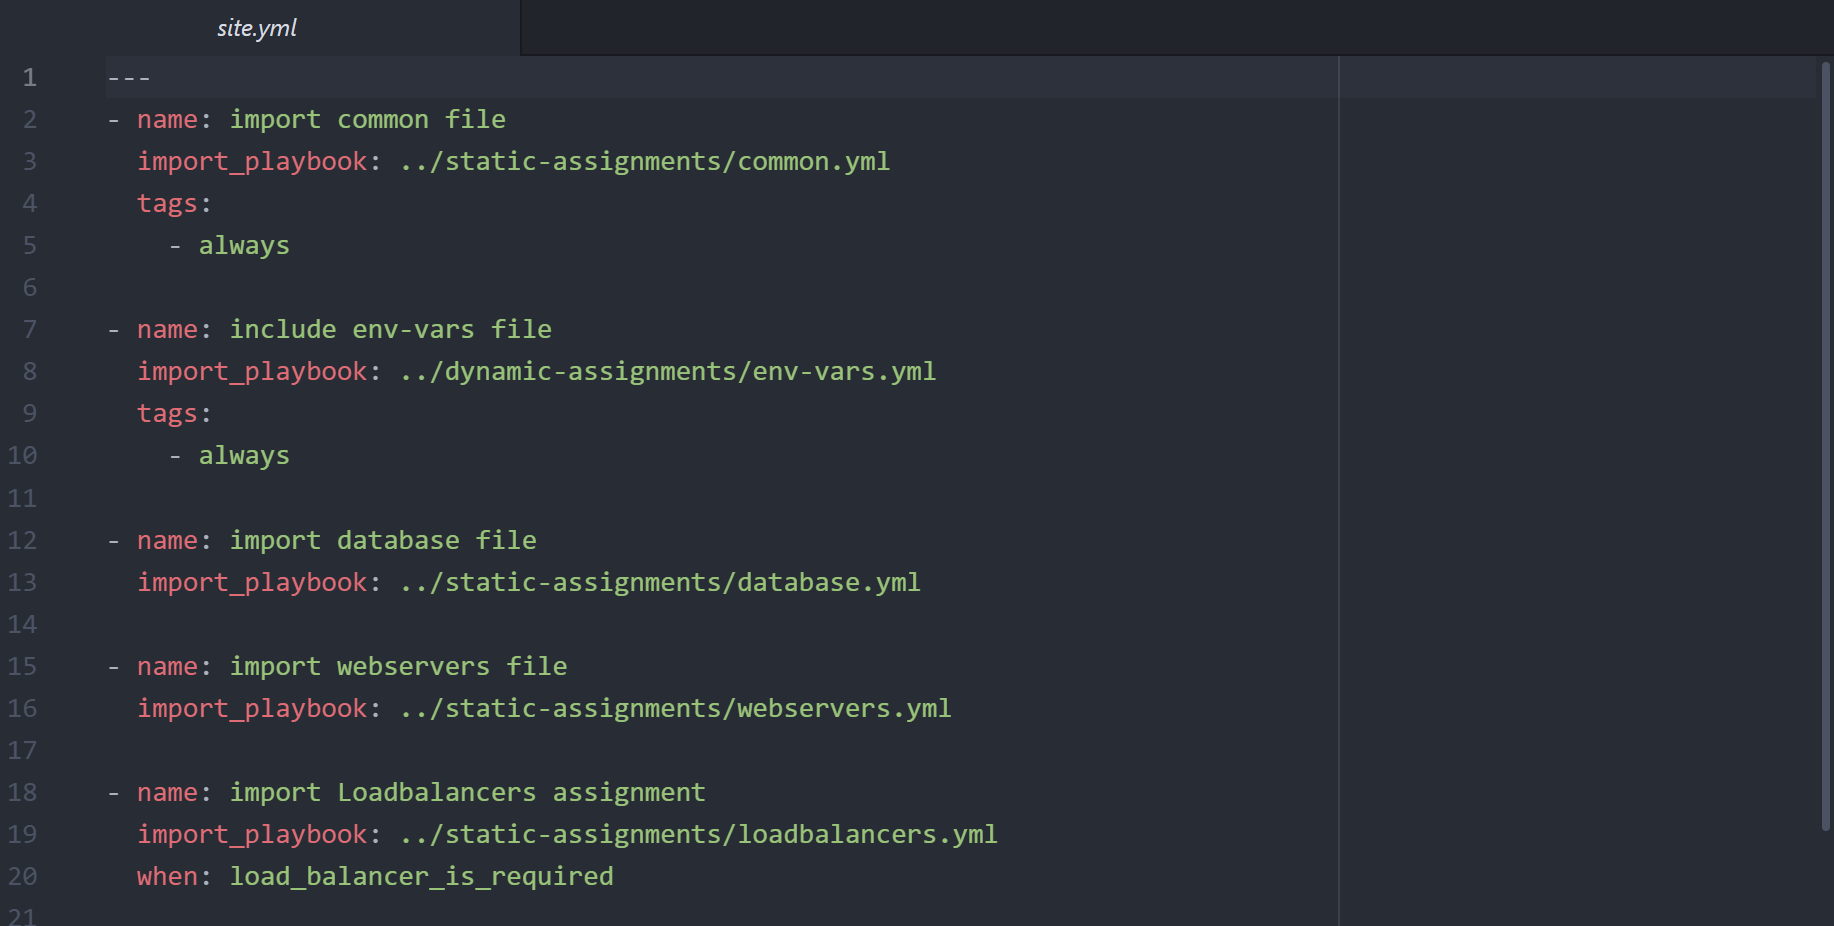 site.yml
1 ---
2 - name: import common file
3   import_playbook: ../static-assignments/common.yml
4   tags:
5     - always
6
7 - name: include env-vars file
8   import_playbook: ../dynamic-assignments/env-vars.yml
9   tags:
10     - always
11
12 - name: import database file
13   import_playbook: ../static-assignments/database.yml
14
15 - name: import webservers file
16   import_playbook: ../static-assignments/webservers.yml
17
18 - name: import Loadbalancers assignment
19   import_playbook: ../static-assignments/loadbalancers.yml
20   when: load_balancer_is_required
21